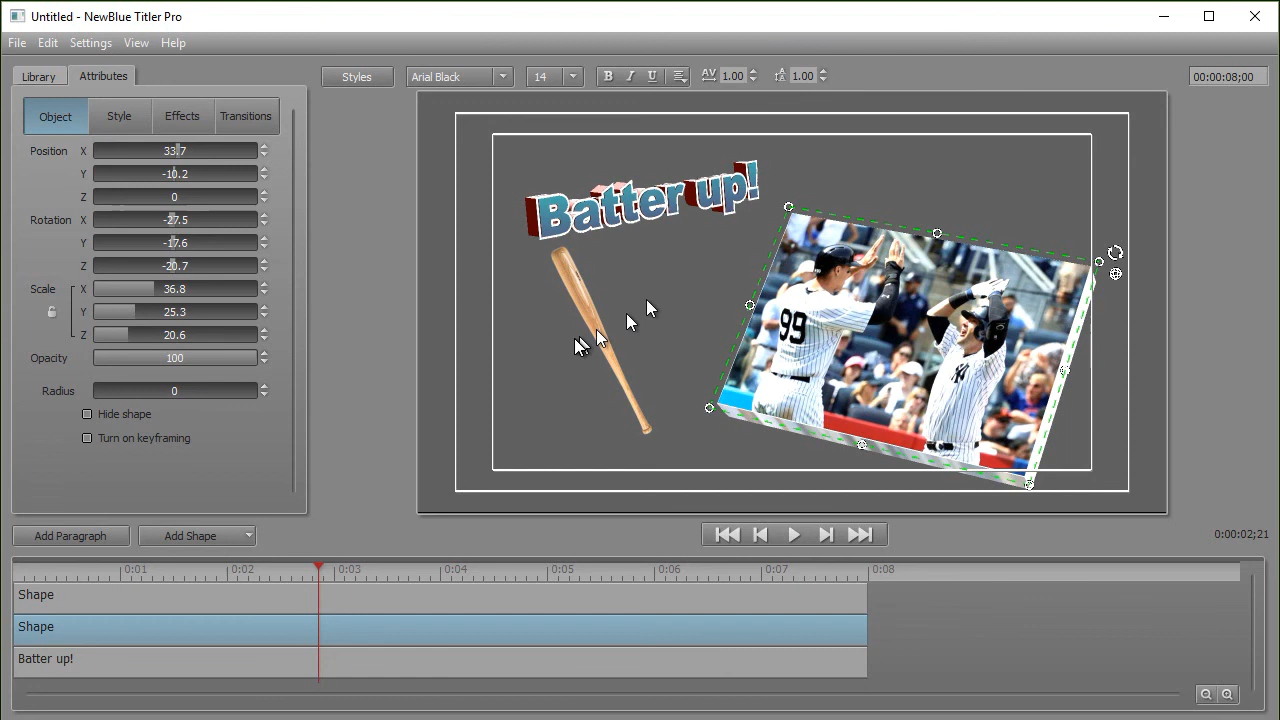 Untitled - NewBlue Titler Pro
File Edit Settings View Help
Library Attributes
Styles Arial Black 14 B I U AV 1.00 1.00 00:00:08;00
Object Style Effects Transitions
Position X 33.7
Y -10.2
Z 0
Rotation X -27.5
Y -17.6
Z -20.7
Scale X 36.8
Y 25.3
Z 20.6
Opacity 100
Radius 0
Hide shape
Turn on keyframing
Batter up!
99
NY
Add Paragraph Add Shape 0:00:02;21
0:01 0:02 0:03 0:04 0:05 0:06 0:07 0:08
Shape
Shape
Batter up!